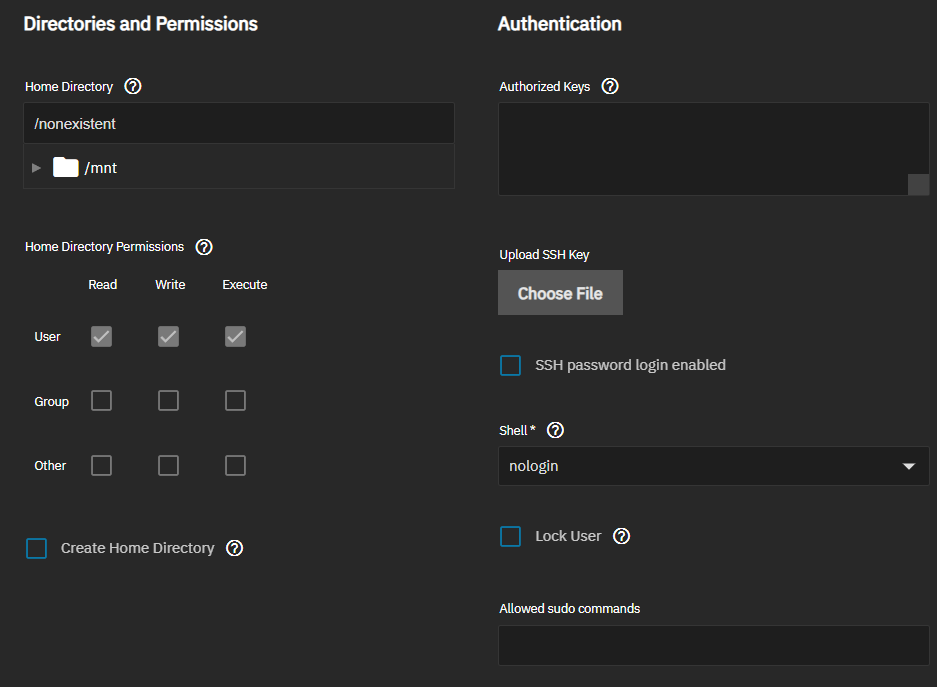 Directories and Permissions
Home Directory
/nonexistent
/mnt
Home Directory Permissions
Read Write Execute
User
Group
Other
Create Home Directory
Authentication
Authorized Keys
Upload SSH Key
Choose File
SSH password login enabled
Shell *
nologin
Lock User
Allowed sudo commands